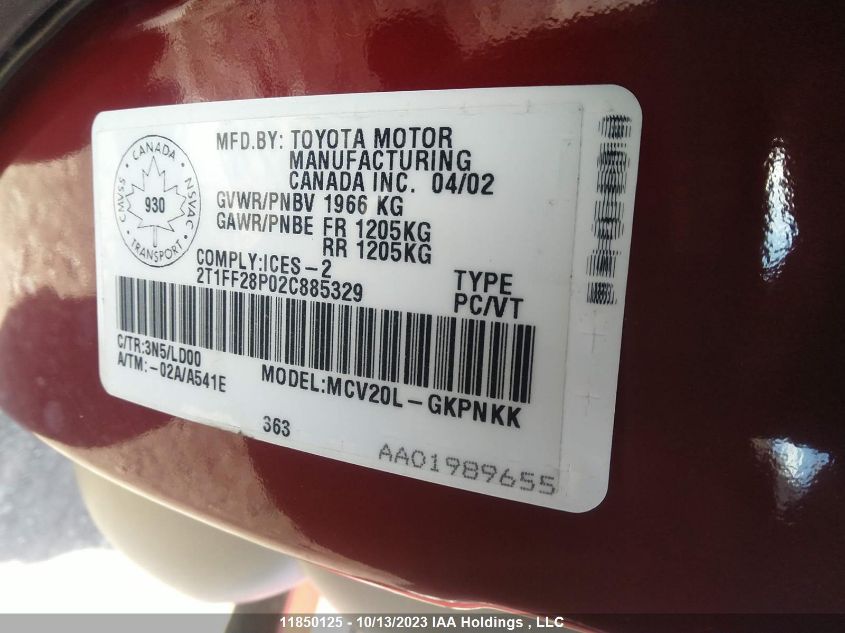 MFD.BY: TOYOTA MOTOR
MANUFACTURING
CANADA INC. 04/02
GVWR/PNBV 1966 KG
GAWR/PNBE FR 1205KG
RR 1205KG
CANADA
CMVSS
NSVAC
930
TRANSPORT
COMPLY:ICES-2
2T1FF28P02C885329
TYPE
PC/VT
C/TR:3N5/LD00
A/TM:-02A/A541E
MODEL:MCV20L-GKPNKK
363
AA01989655
11850125 - 10/13/2023 IAA Holdings , LLC